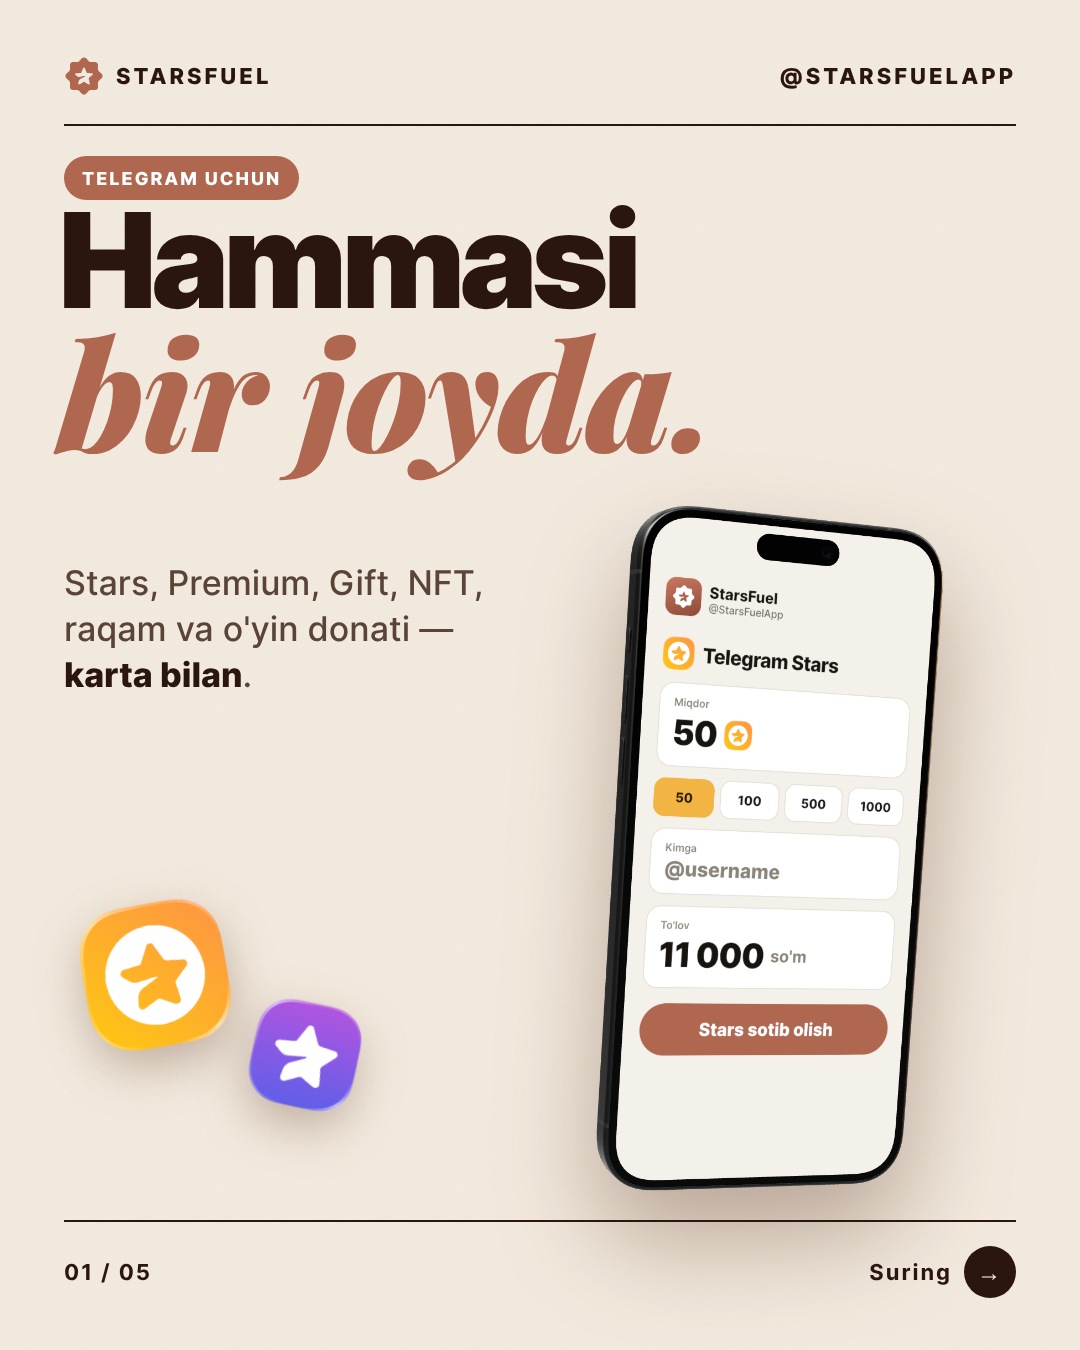 STARSFUEL
@STARSFUELAPP
TELEGRAM UCHUN
Hammasi
bir joyda.
Stars, Premium, Gift, NFT,
raqam va o'yin donati —
karta bilan.
StarsFuel
@StarsFuelApp
Telegram Stars
Miqdor
50
50 100 500 1000
Kimga
@username
To'lov
11 000 so'm
Stars sotib olish
01 / 05
Suring →